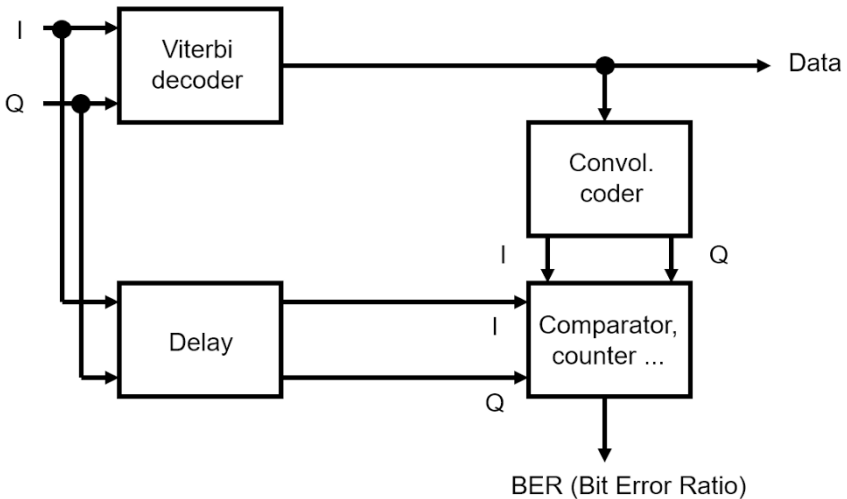 I
Viterbi
decoder
Data
Q
Convol.
coder
I
Q
Delay
I
Comparator,
counter ...
Q
BER (Bit Error Ratio)